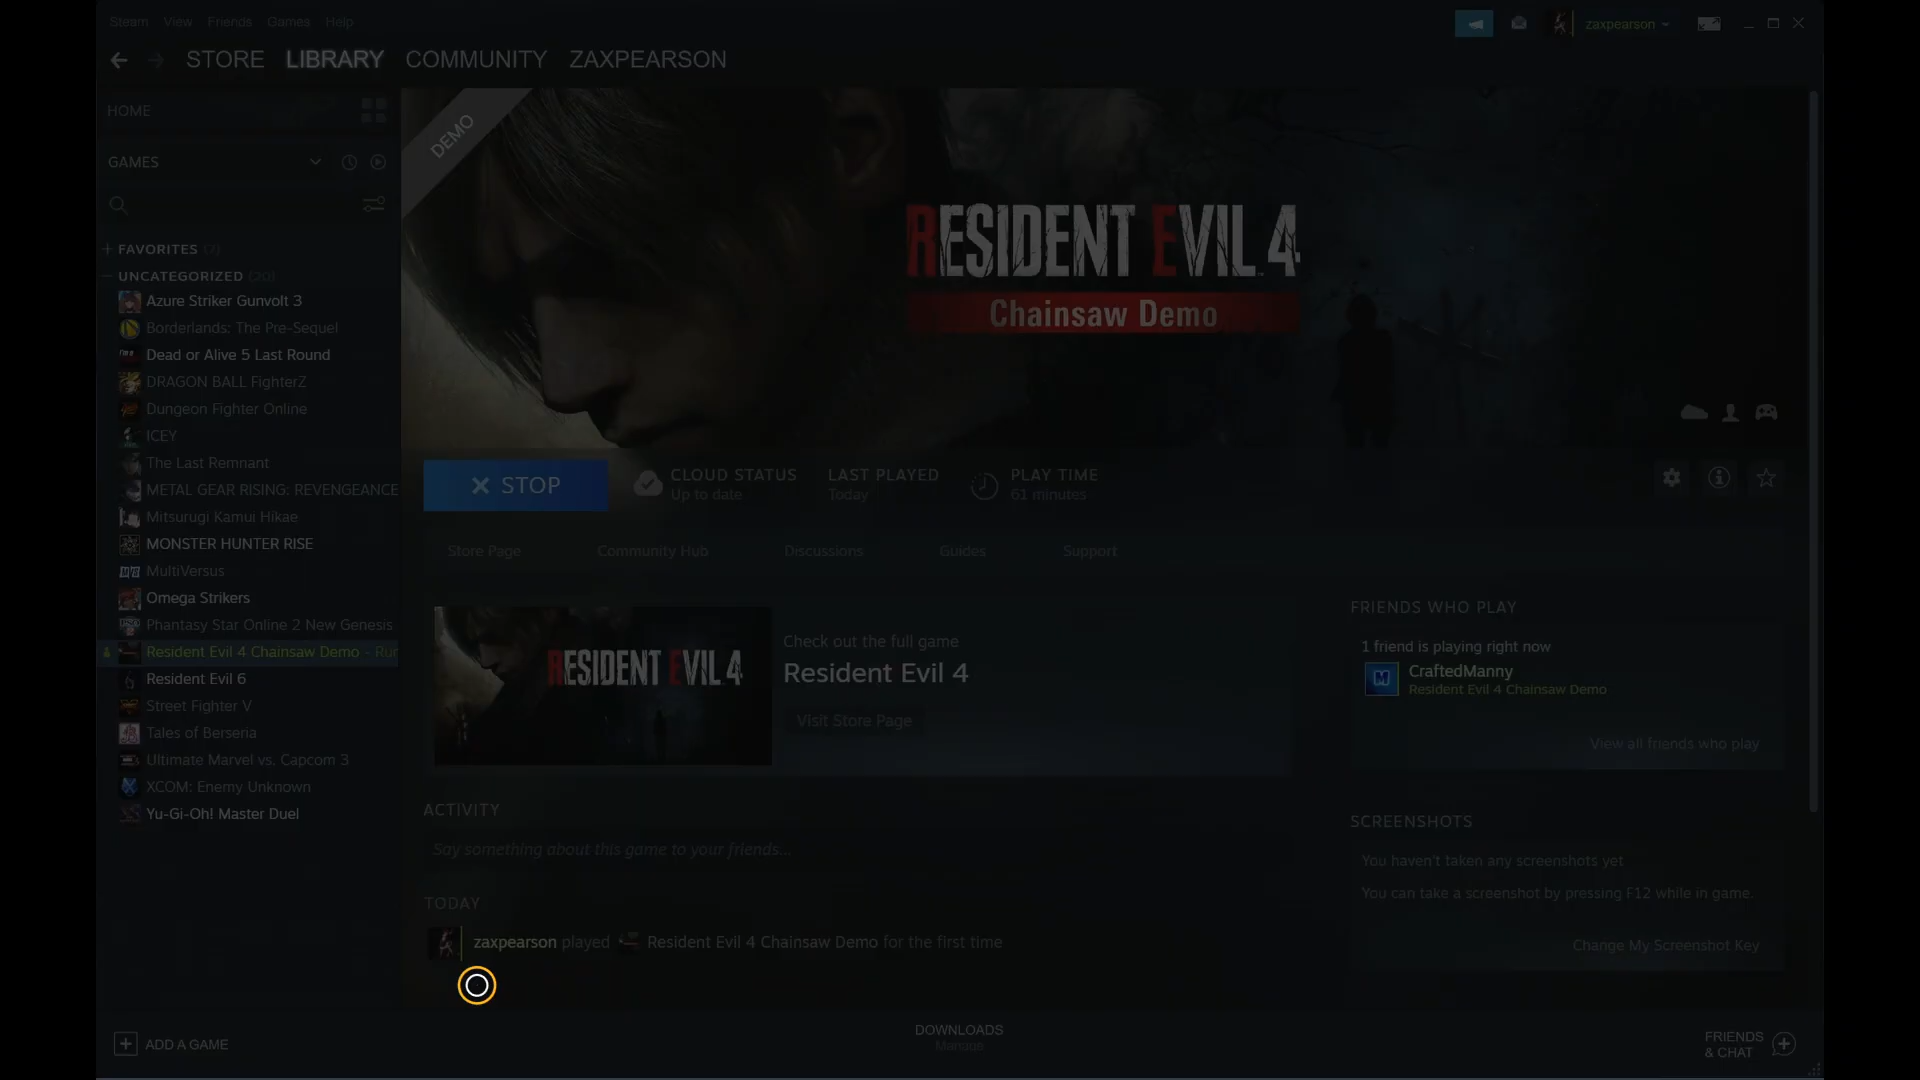 Steam View Friends Games Help
zaxpearson
STORE LIBRARY COMMUNITY ZAXPEARSON
HOME
GAMES
FAVORITES (7)
UNCATEGORIZED (20)
Azure Striker Gunvolt 3
Borderlands: The Pre-Sequel
Dead or Alive 5 Last Round
DRAGON BALL FighterZ
Dungeon Fighter Online
ICEY
The Last Remnant
METAL GEAR RISING: REVENGEANCE
Mitsurugi Kamui Hikae
MONSTER HUNTER RISE
MultiVersus
Omega Strikers
Phantasy Star Online 2 New Genesis
Resident Evil 4 Chainsaw Demo - Run
Resident Evil 6
Street Fighter V
Tales of Berseria
Ultimate Marvel vs. Capcom 3
XCOM: Enemy Unknown
Yu-Gi-Oh! Master Duel
DEMO
RESIDENT EVIL 4
Chainsaw Demo
STOP
CLOUD STATUS
Up to date
LAST PLAYED
Today
PLAY TIME
61 minutes
Store Page Community Hub Discussions Guides Support
RESIDENT EVIL 4
Check out the full game
Resident Evil 4
Visit Store Page
ACTIVITY
Say something about this game to your friends...
TODAY
zaxpearson played Resident Evil 4 Chainsaw Demo for the first time
FRIENDS WHO PLAY
1 friend is playing right now
CraftedManny
Resident Evil 4 Chainsaw Demo
View all friends who play
SCREENSHOTS
You haven't taken any screenshots yet
You can take a screenshot by pressing F12 while in game.
Change My Screenshot Key
ADD A GAME
DOWNLOADS
Manage
FRIENDS
& CHAT